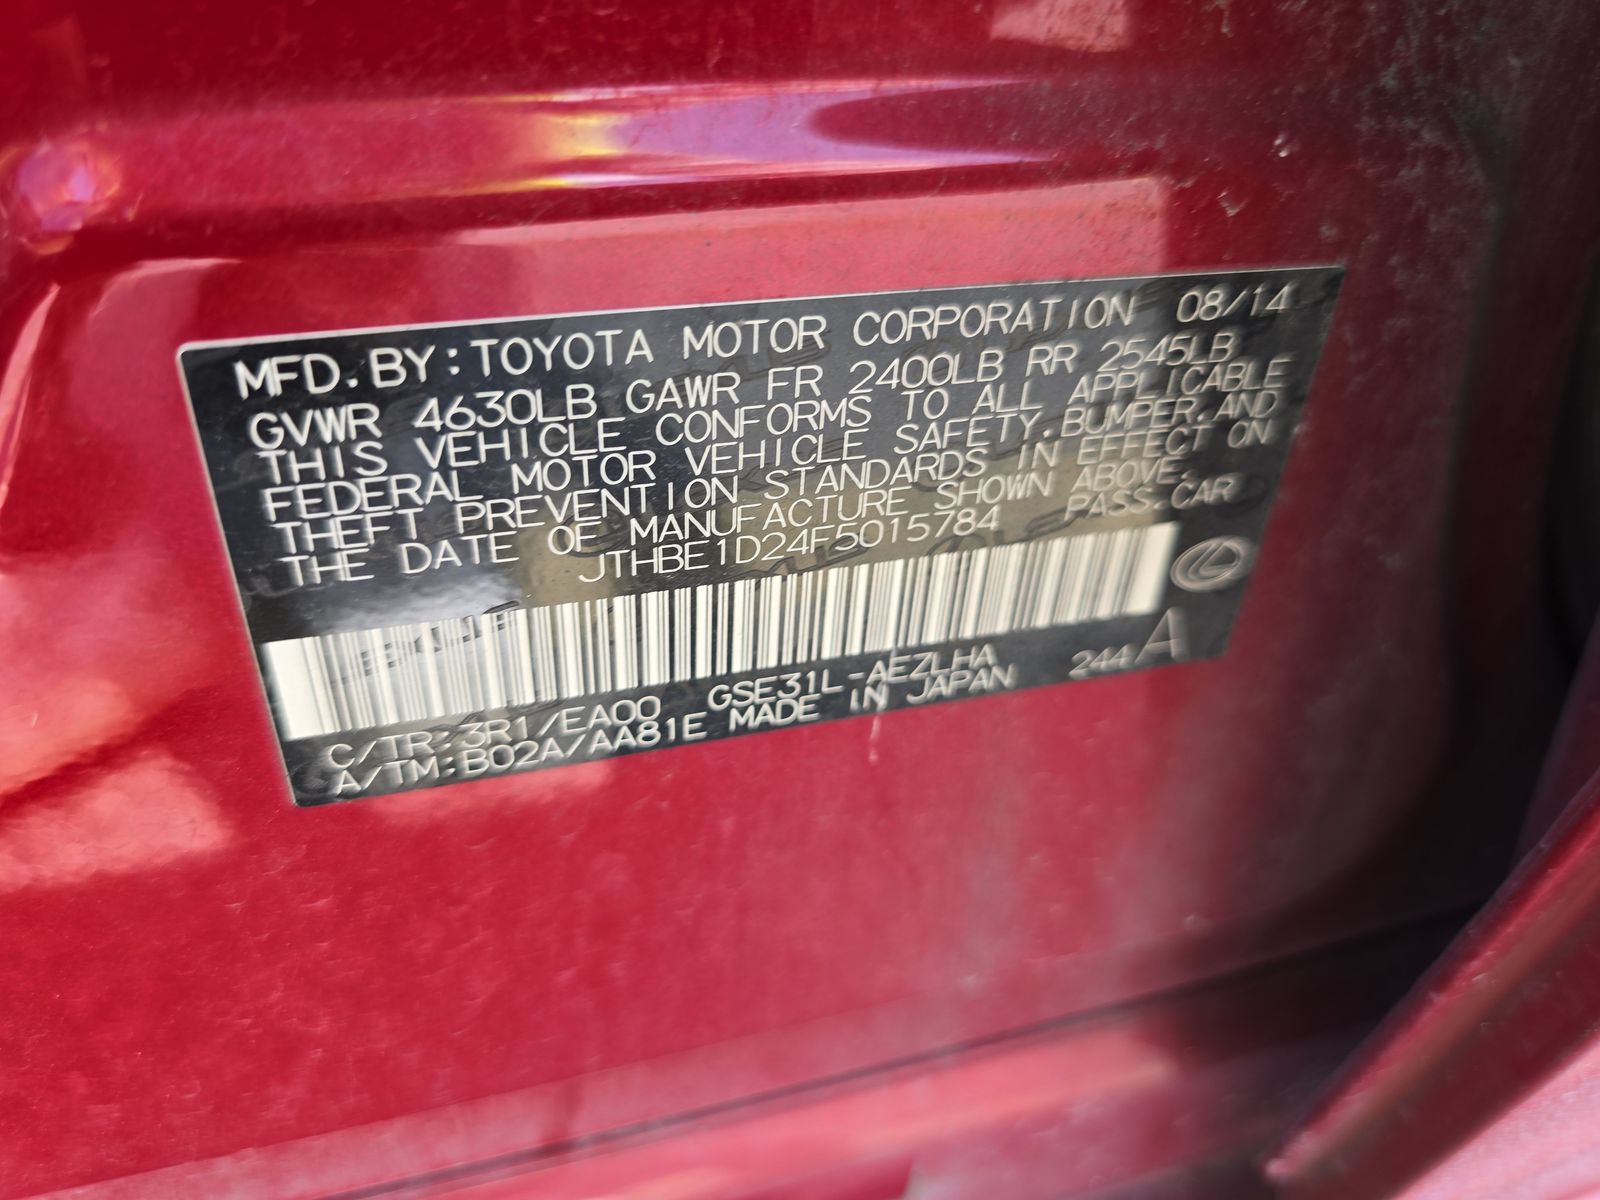 MFD. BY: TOYOTA MOTOR CORPORATION 08/14
GVWR 4630LB GAWR FR 2400LB RR 2545LB
THIS VEHICLE CONFORMS TO ALL APPLICABLE
FEDERAL MOTOR VEHICLE SAFETY, BUMPER, AND
THEFT PREVENTION STANDARDS IN EFFECT ON
THE DATE OF MANUFACTURE SHOWN ABOVE.
JTHBE1D24F5015784 PASS. CAR
C/TR: 3R1/EA00 GSE31L-AEZLHA
A/TM: B02A/AA81E MADE IN JAPAN 244 A